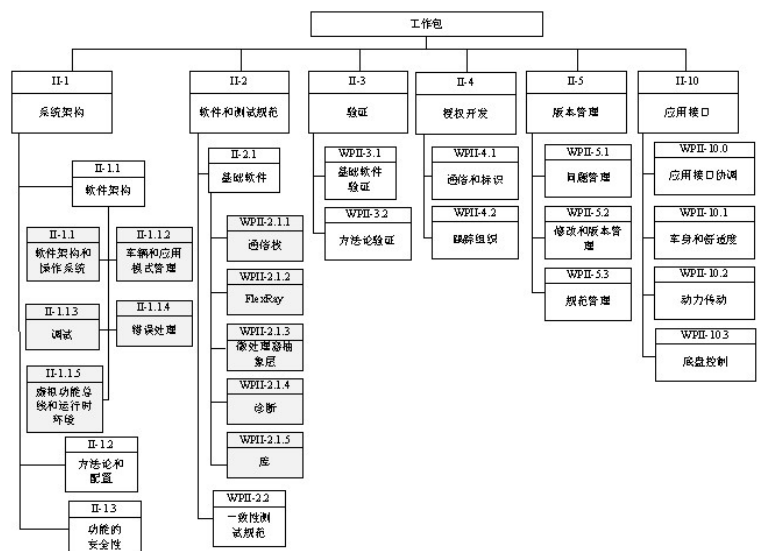 工作包
II-1
系统架构
II-2
软件和测试规范
II-3
验证
II-4
授权开发
II-5
版本管理
II-10
应用接口
II-1.1
软件架构
II-1.1
软件架构和
操作系统
II-1.1.2
车辆和应用
模式管理
II-1.1.3
调试
II-1.1.4
错误处理
II-1.1.5
虚拟功能总
线和运行时
环境
II-1.2
方法论和
配置
II-1.3
功能的
安全性
II-2.1
基础软件
WPII-2.1.1
通信栈
WPII-2.1.2
FlexRay
WPII-2.1.3
微处理器抽
象层
WPII-2.1.4
诊断
WPII-2.1.5
库
WPII-2.2
一致性测
试规范
WPII-3.1
基础软件
验证
WPII-3.2
方法论验证
WPII-4.1
通信和标识
WPII-4.2
跟踪组织
WPII-5.1
问题管理
WPII-5.2
修改和版本管
理
WPII-5.3
规范管理
WPII-10.0
应用接口协调
WPII-10.1
车身和舒适度
WPII-10.2
动力传动
WPII-10.3
底盘控制